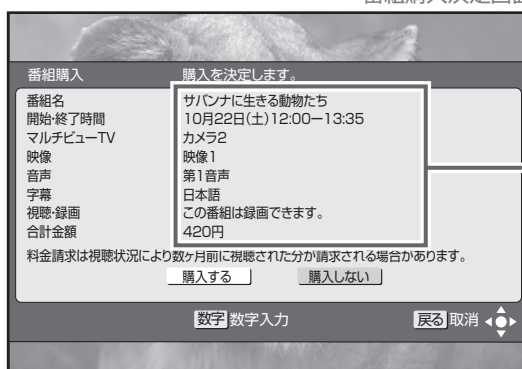 番組購入 購入を決定します。
番組名 サバンナに生きる動物たち
開始・終了時間 10月22日(土)12:00ー13:35
マルチビューTV カメラ2
映像 映像1
音声 第1音声
字幕 日本語
視聴・録画 この番組は録画できます。
合計金額 420円
料金請求は視聴状況により数ヶ月前に視聴された分が請求される場合があります。
購入する 購入しない
数字 数字入力 戻る 取消